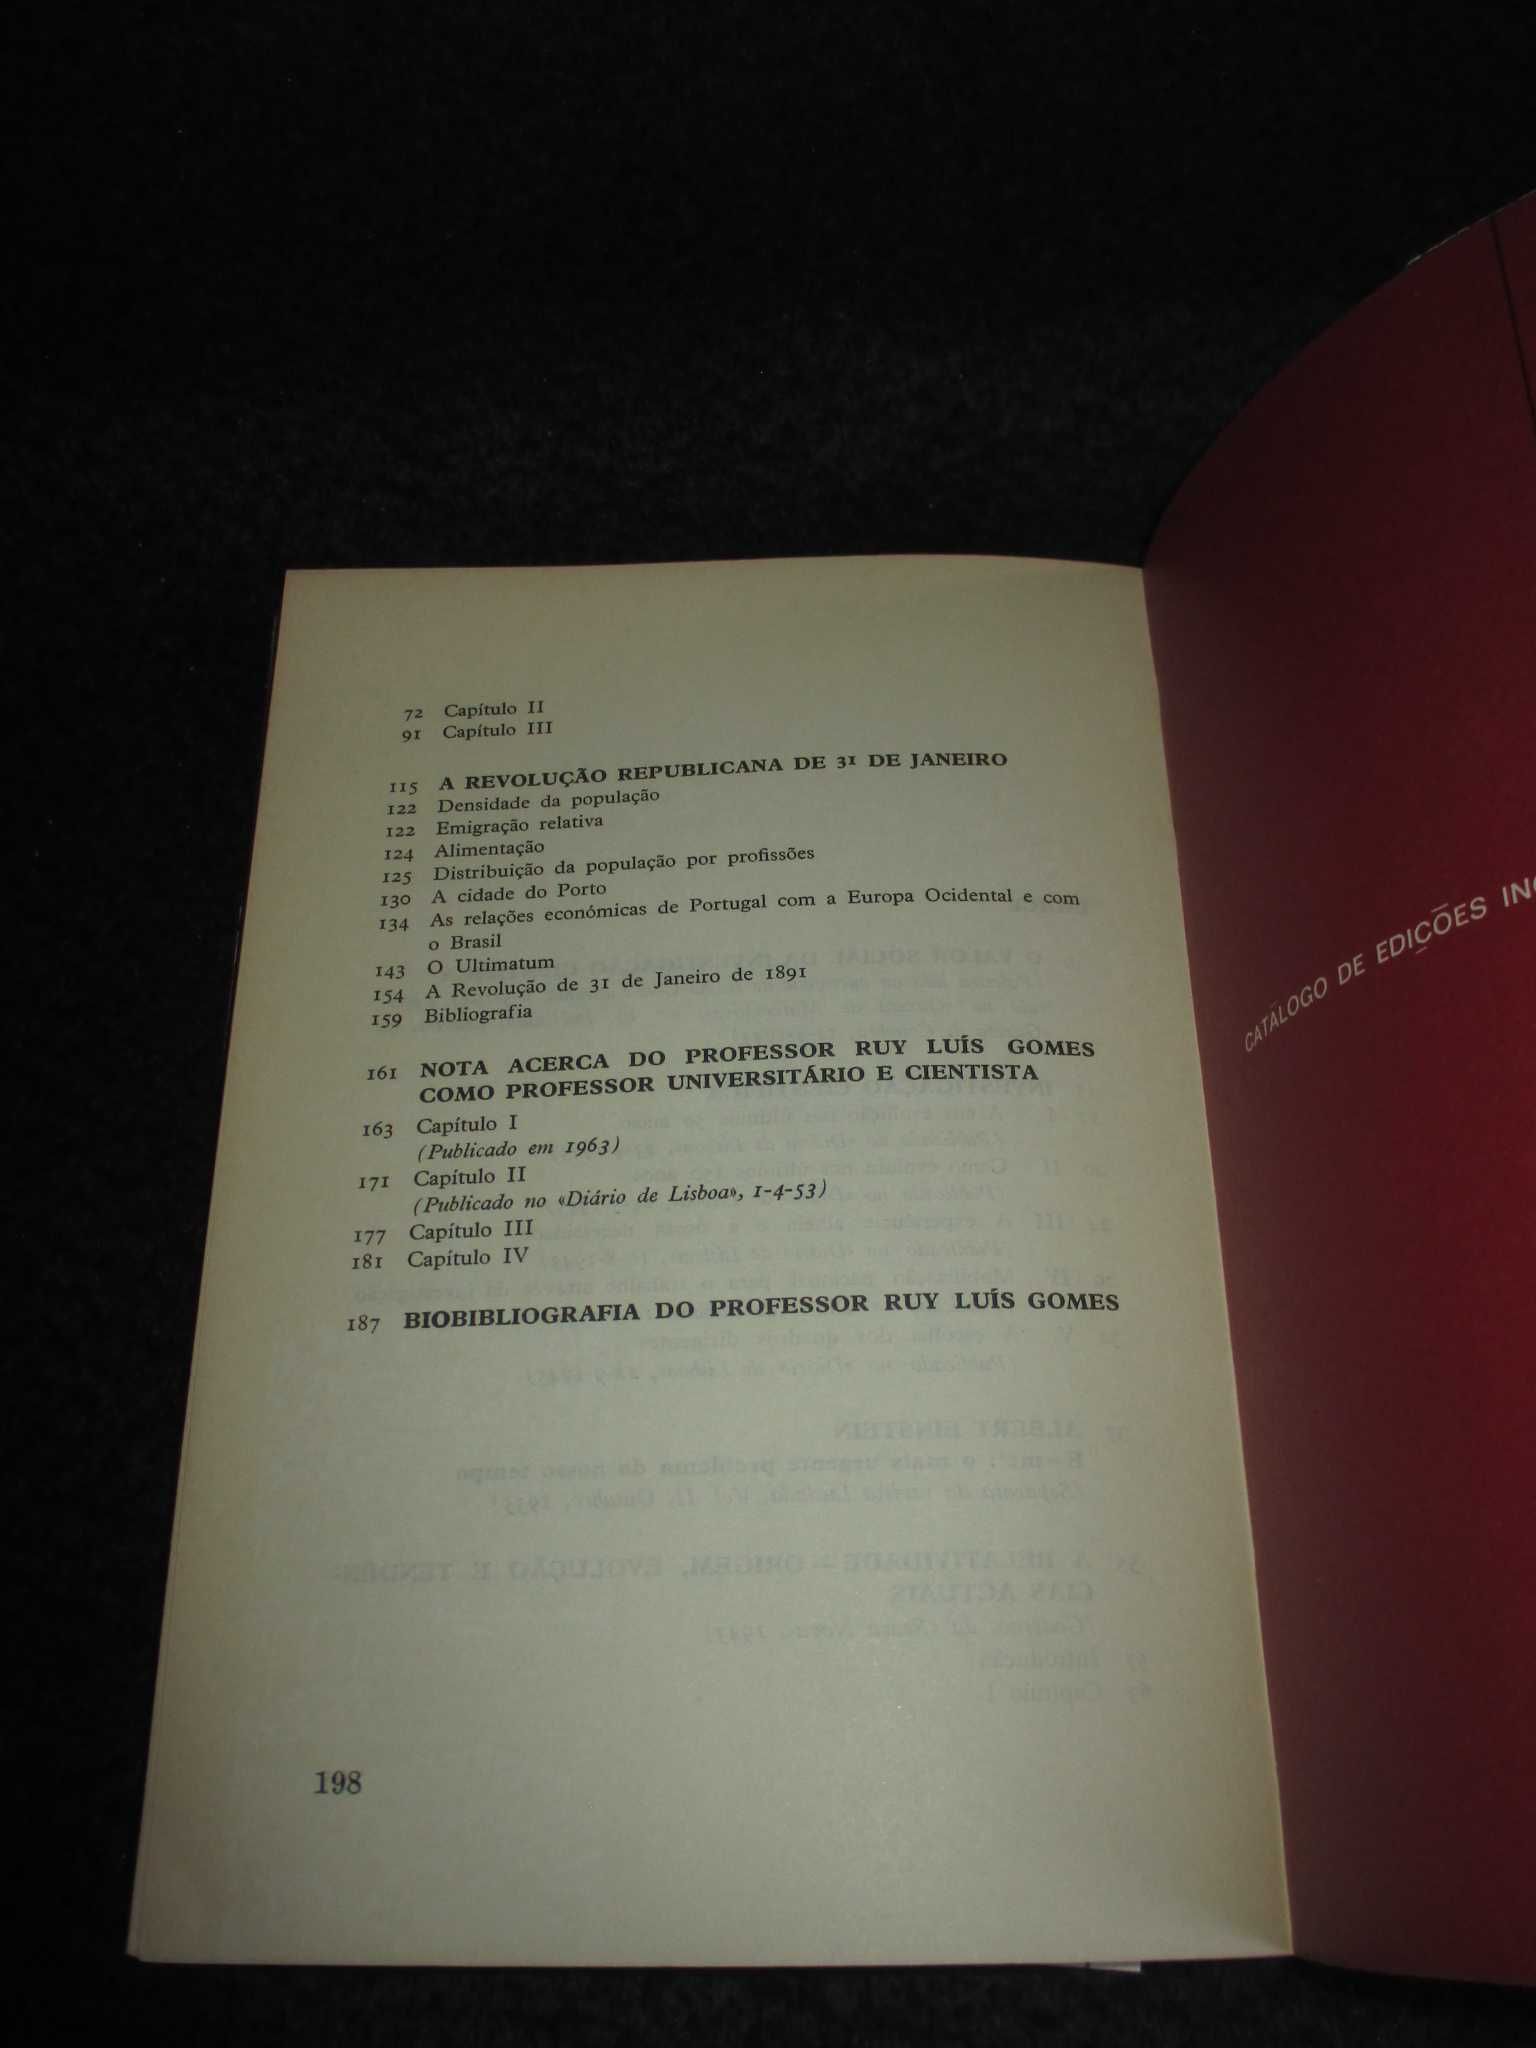 72 Capítulo II
91 Capítulo III
115 A REVOLUÇÃO REPUBLICANA DE 31 DE JANEIRO
122 Densidade da população
122 Emigração relativa
124 Alimentação
125 Distribuição da população por profissões
130 A cidade do Porto
134 As relações económicas de Portugal com a Europa Ocidental e com
o Brasil
143 O Ultimatum
154 A Revolução de 31 de Janeiro de 1891
159 Bibliografia
161 NOTA ACERCA DO PROFESSOR RUY LUÍS GOMES
COMO PROFESSOR UNIVERSITÁRIO E CIENTISTA
163 Capítulo I
(Publicado em 1963)
171 Capítulo II
(Publicado no «Diário de Lisboa», 1-4-53)
177 Capítulo III
181 Capítulo IV
187 BIOBIBLIOGRAFIA DO PROFESSOR RUY LUÍS GOMES
198
CATÁLOGO DE EDIÇÕES